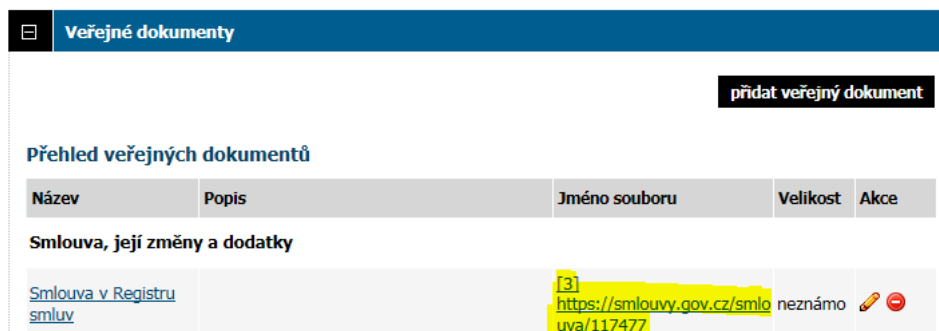 Veřejné dokumenty
přidat veřejný dokument
Přehled veřejných dokumentů
Název Popis Jméno souboru Velikost Akce
Smlouva, její změny a dodatky
Smlouva v Registru
smluv
[3]
https://smlouvy.gov.cz/smlo
uva/117477
neznámo